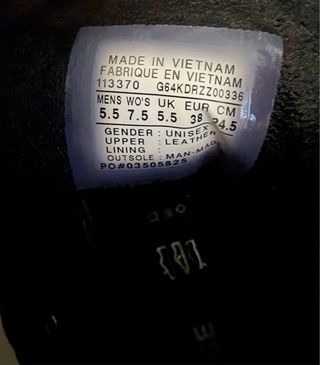 MADE IN VIETNAM
FABRIQUE EN VIETNAM
113370 G64KDRZZ00336
MENS WO'S UK EUR CM
5.5 7.5 5.5 38 24.5
GENDER : UNISEX
UPPER : LEATHER
LINING :
OUTSOLE : MAN-MADE
PO#03505825